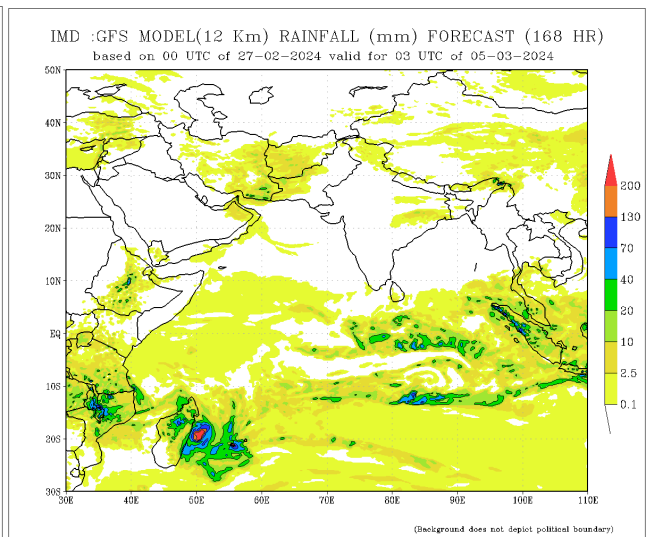 IMD :GFS MODEL(12 Km) RAINFALL (mm) FORECAST (168 HR)
based on 00 UTC of 27-02-2024 valid for 03 UTC of 05-03-2024
50N
40N
30N
20N
10N
EQ
10S
20S
30S
30E 40E 50E 60E 70E 80E 90E 100E 110E
200
130
70
40
20
10
2.5
0.1
(Background does not depict political boundary)